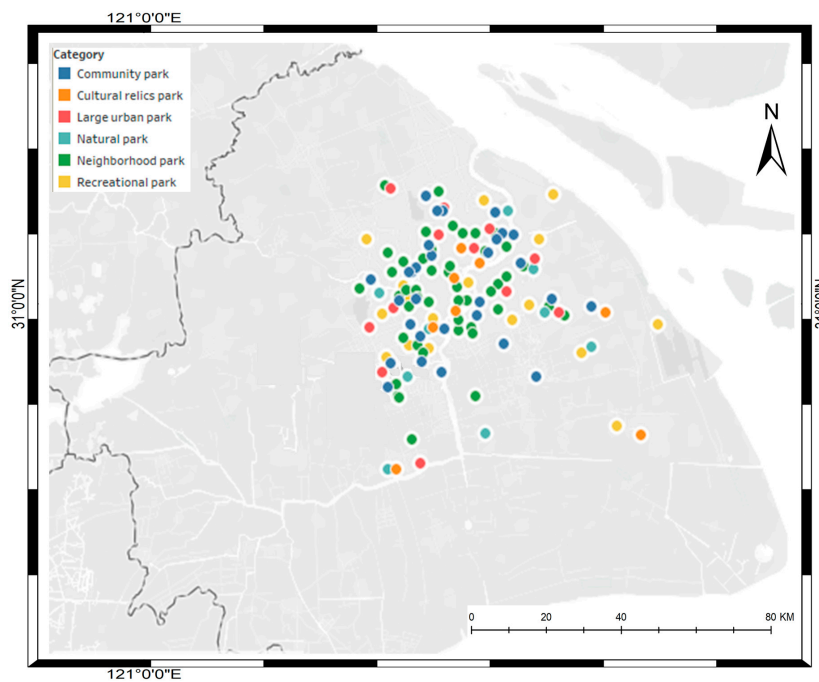 121°0'0"E
Category
Community park
Cultural relics park
Large urban park
Natural park
Neighborhood park
Recreational park
N
31°0'0"N
0 20 40 80 KM
121°0'0"E